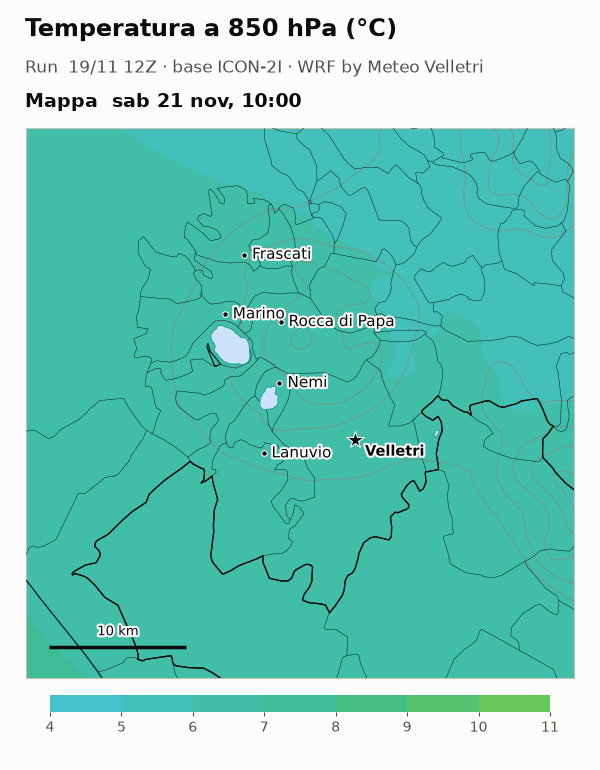 Temperatura a 850 hPa (°C)
Run 19/11 12Z · base ICON-2I · WRF by Meteo Velletri
Mappa sab 21 nov, 10:00
Frascati
Marino
Rocca di Papa
Nemi
Velletri
Lanuvio
10 km
4 5 6 7 8 9 10 11